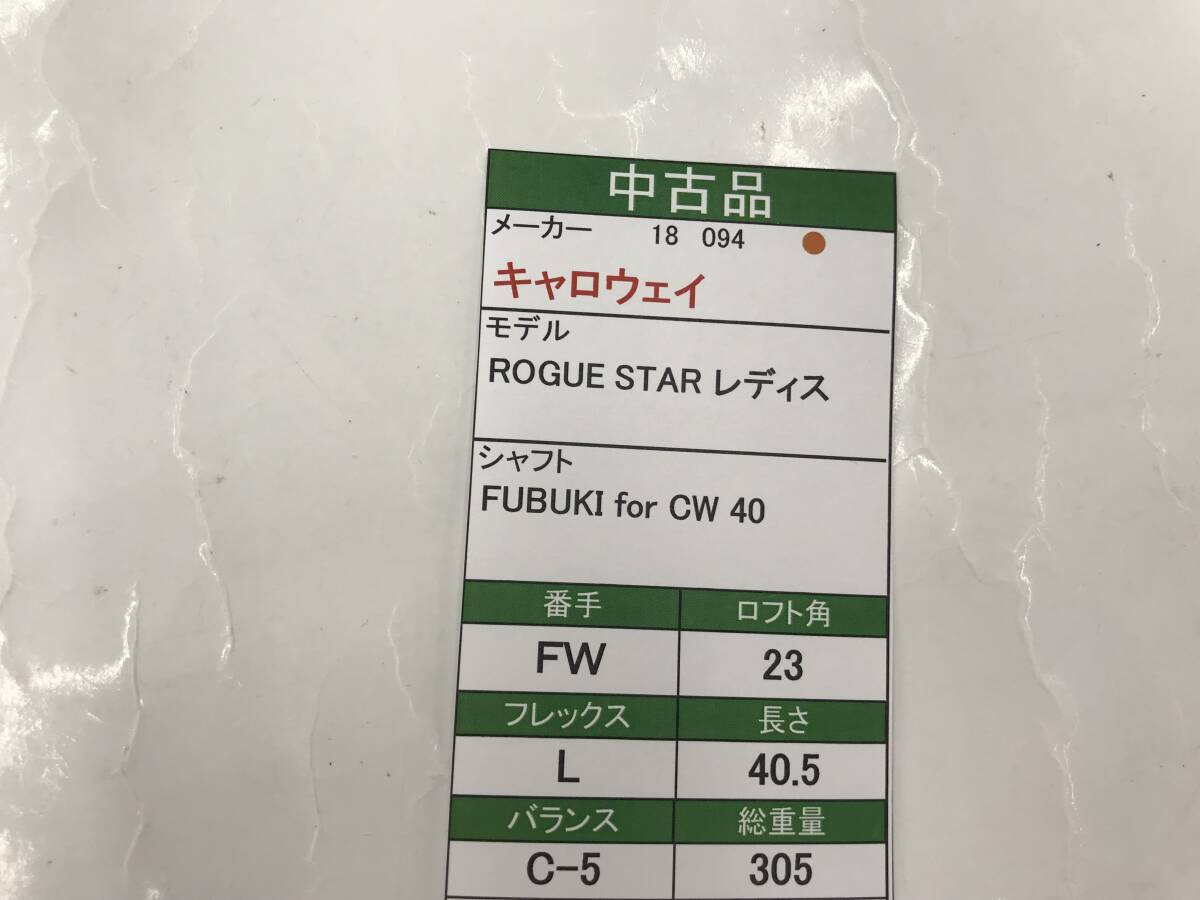 中古品
メーカー 18 094
キャロウェイ
モデル
ROGUE STAR レディス
シャフト
FUBUKI for CW 40
番手 ロフト角
FW 23
フレックス 長さ
L 40.5
バランス 総重量
C-5 305